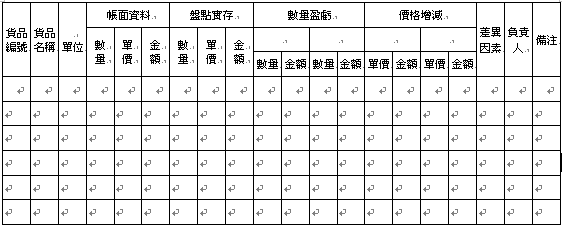 貨品編號 貨品名稱 單位 帳面資料 盤點實存 數量盈虧 價格增減 差異因素 負責人 備注
數量 單價 金額 數量 單價 金額 數量 金額 數量 金額 單價 金額 單價 金額